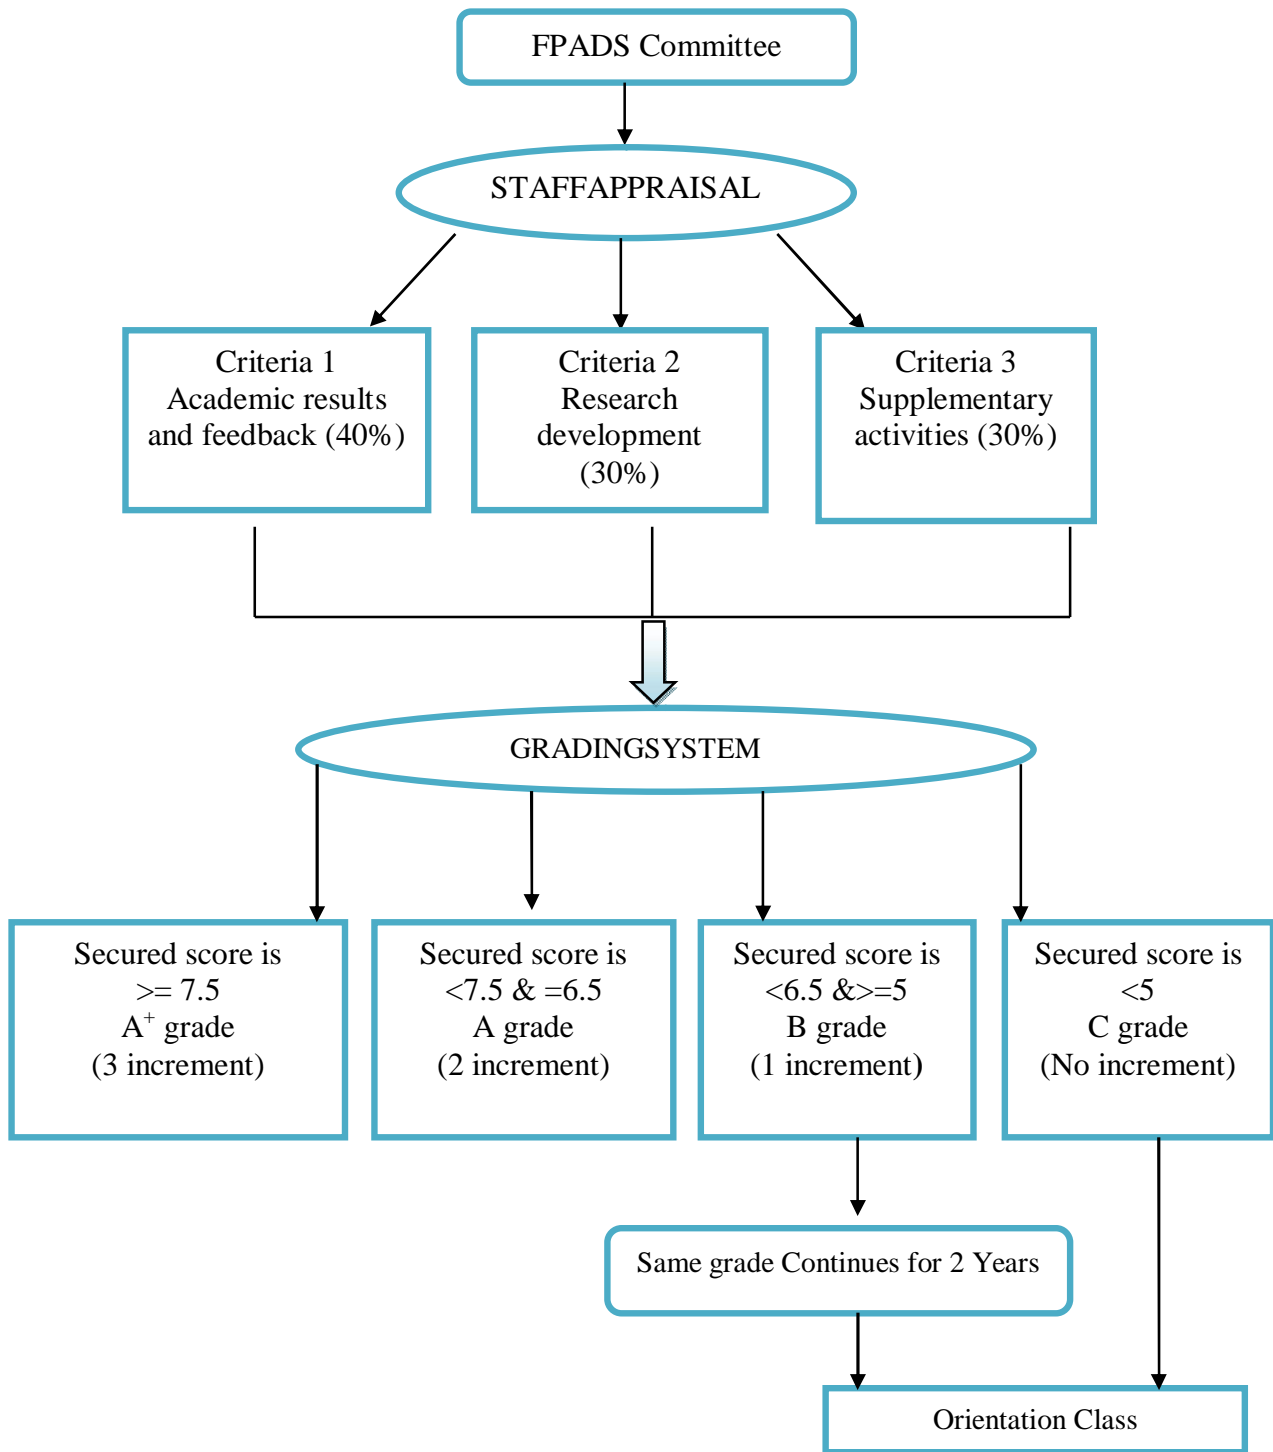 FPADS Committee
STAFFAPPRAISAL
Criteria 1
Academic results
and feedback (40%)
Criteria 2
Research
development
(30%)
Criteria 3
Supplementary
activities (30%)
GRADINGSYSTEM
Secured score is
>= 7.5
A⁺ grade
(3 increment)
Secured score is
<7.5 & =6.5
A grade
(2 increment)
Secured score is
<6.5 &>=5
B grade
(1 increment)
Secured score is
<5
C grade
(No increment)
Same grade Continues for 2 Years
Orientation Class